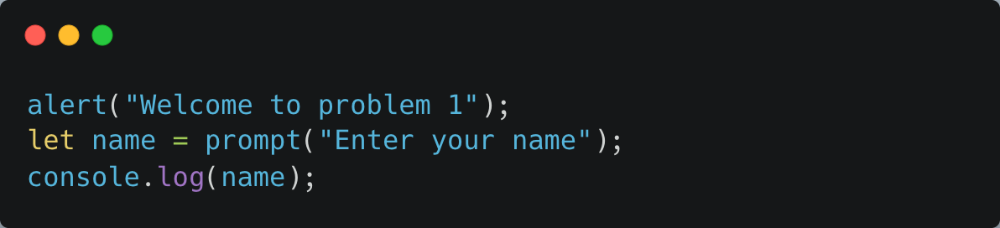 alert("Welcome to problem 1");
let name = prompt("Enter your name");
console.log(name);